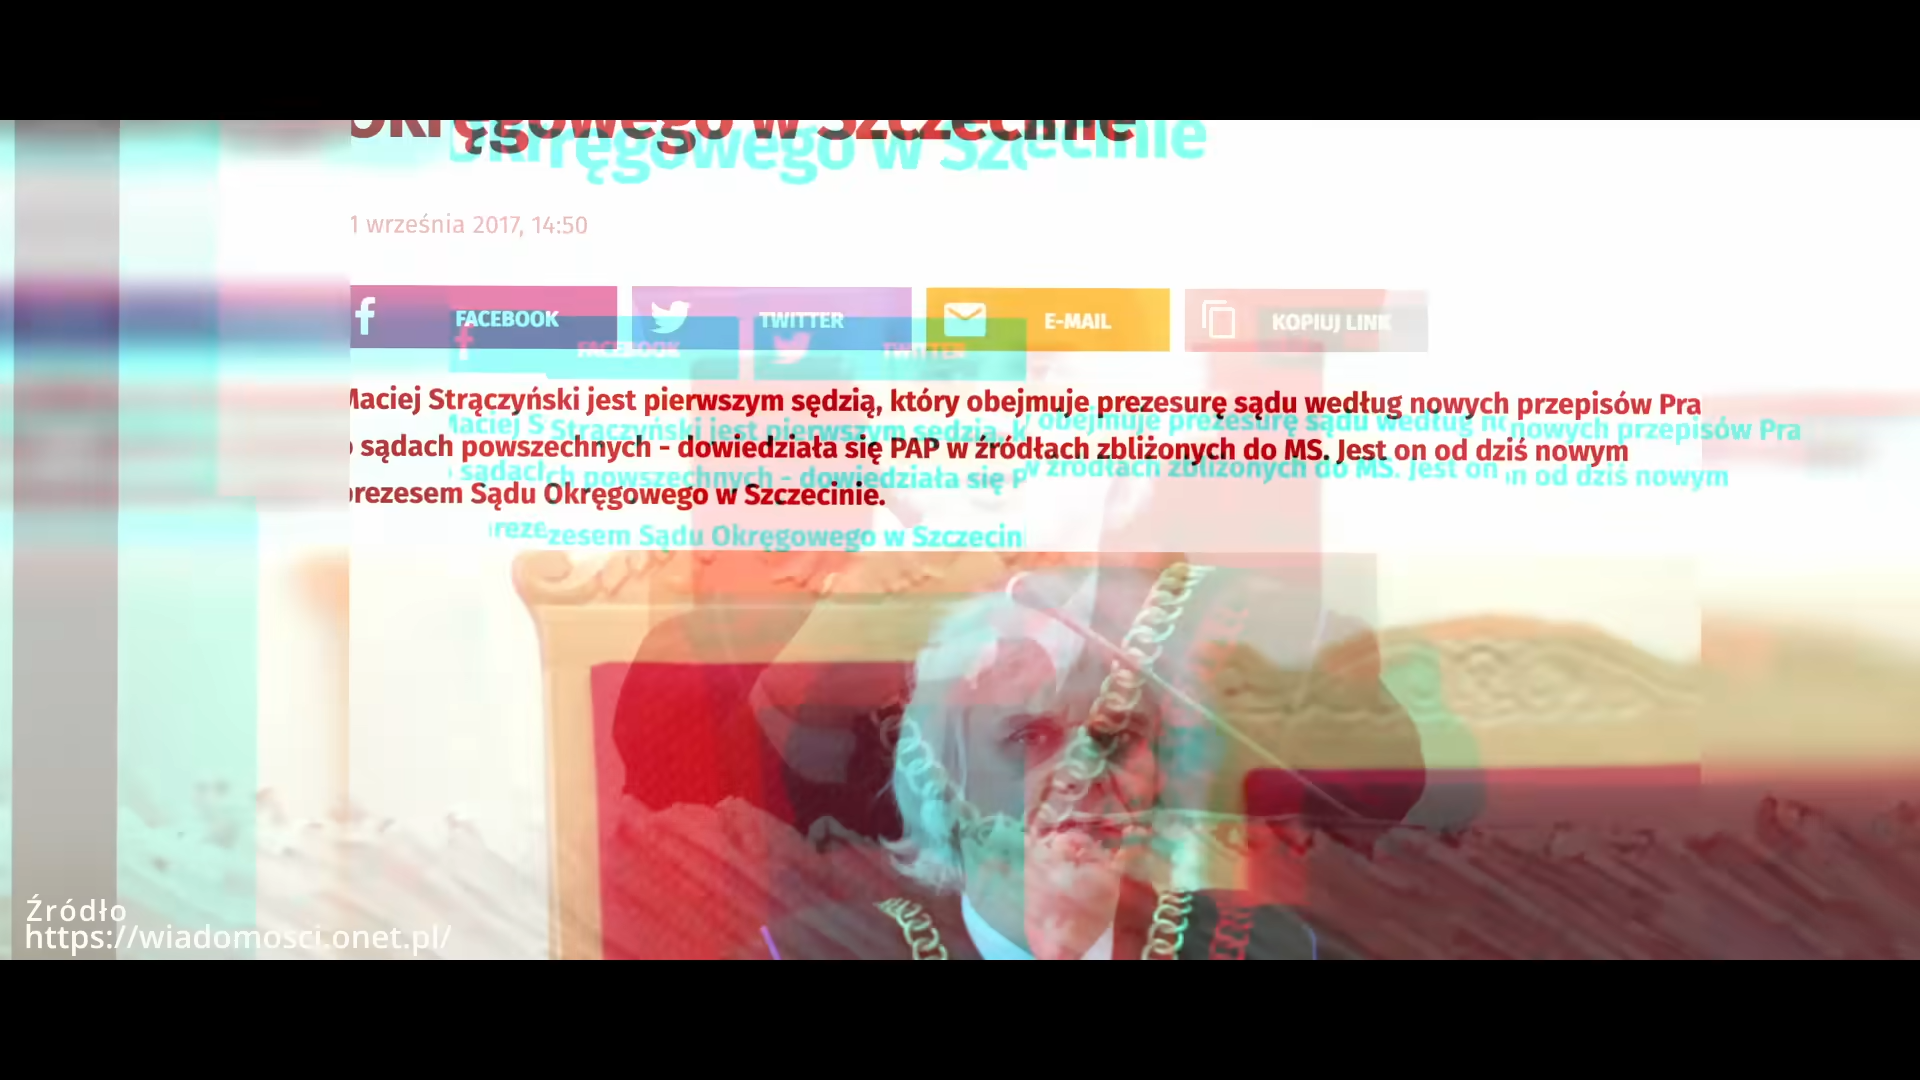 Okręgowego w Szczecinie
1 września 2017, 14:50
FACEBOOK TWITTER E-MAIL KOPIUJ LINK
Maciej Strączyński jest pierwszym sędzią, który obejmuje prezesurę sądu według nowych przepisów Pra
o sądach powszechnych - dowiedziała się PAP w źródłach zbliżonych do MS. Jest on od dziś nowym
prezesem Sądu Okręgowego w Szczecinie.
Źródło
https://wiadomosci.onet.pl/